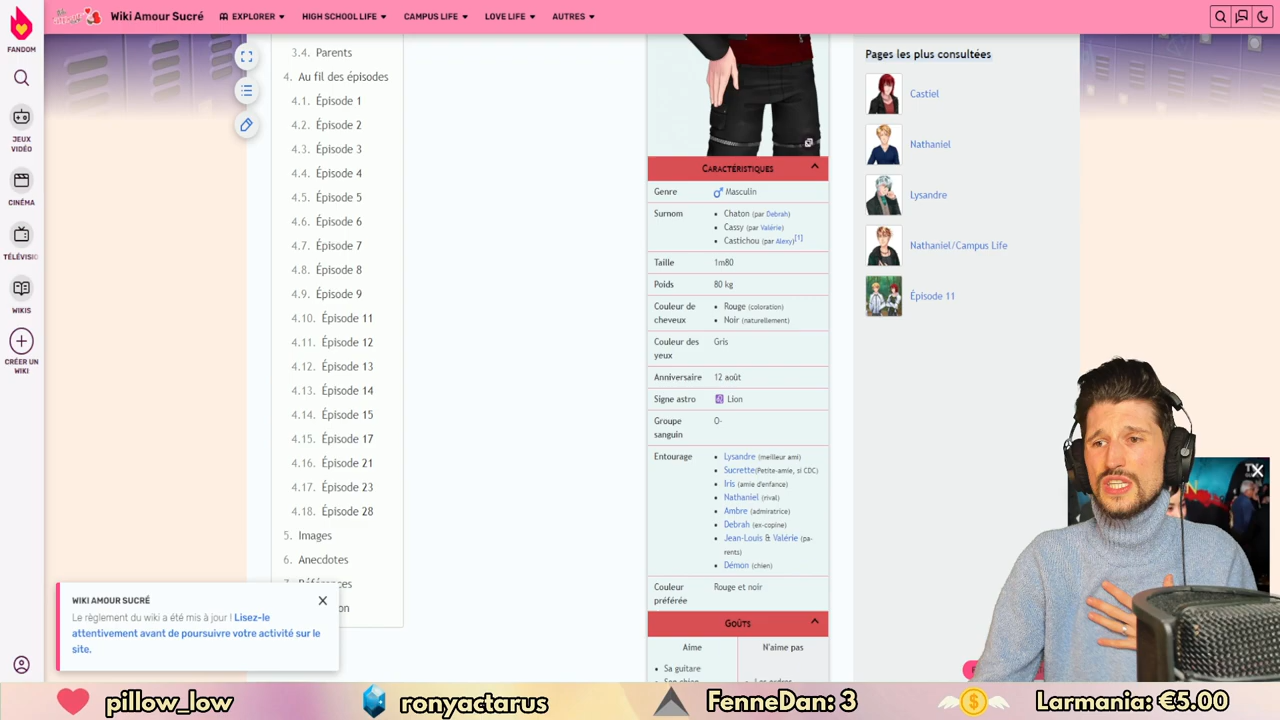 Wiki Amour Sucré
EXPLORER
HIGH SCHOOL LIFE
CAMPUS LIFE
LOVE LIFE
AUTRES
FANDOM
JEUX
VIDÉO
CINÉMA
TÉLÉVISIO
WIKIS
CRÉER UN
WIKI
3.4. Parents
4. Au fil des épisodes
4.1. Épisode 1
4.2. Épisode 2
4.3. Épisode 3
4.4. Épisode 4
4.5. Épisode 5
4.6. Épisode 6
4.7. Épisode 7
4.8. Épisode 8
4.9. Épisode 9
4.10. Épisode 11
4.11. Épisode 12
4.12. Épisode 13
4.13. Épisode 14
4.14. Épisode 15
4.15. Épisode 17
4.16. Épisode 21
4.17. Épisode 23
4.18. Épisode 28
5. Images
6. Anecdotes
WIKI AMOUR SUCRÉ
Le règlement du wiki a été mis à jour ! Lisez-le
attentivement avant de poursuivre votre activité sur le
site.
CARACTÉRISTIQUES
Genre Masculin
Surnom
• Chaton (par Debrah)
• Cassy (par Valérie)
• Castichou (par Alexy)[1]
Taille 1m80
Poids 80 kg
Couleur de
cheveux
• Rouge (coloration)
• Noir (naturellement)
Couleur des
yeux
Gris
Anniversaire 12 août
Signe astro Lion
Groupe
sanguin
O-
Entourage
• Lysandre (meilleur ami)
• Sucrette(Petite-amie, si CDC)
• Iris (amie d'enfance)
• Nathaniel (rival)
• Ambre (admiratrice)
• Debrah (ex-copine)
• Jean-Louis & Valérie (pa-
rents)
• Démon (chien)
Couleur
préférée
Rouge et noir
GOÛTS
Aime
N'aime pas
• Sa guitare
Pages les plus consultées
Castiel
Nathaniel
Lysandre
Nathaniel/Campus Life
Épisode 11
pillow_low
ronyactarus
FenneDan: 3
Larmania: €5.00